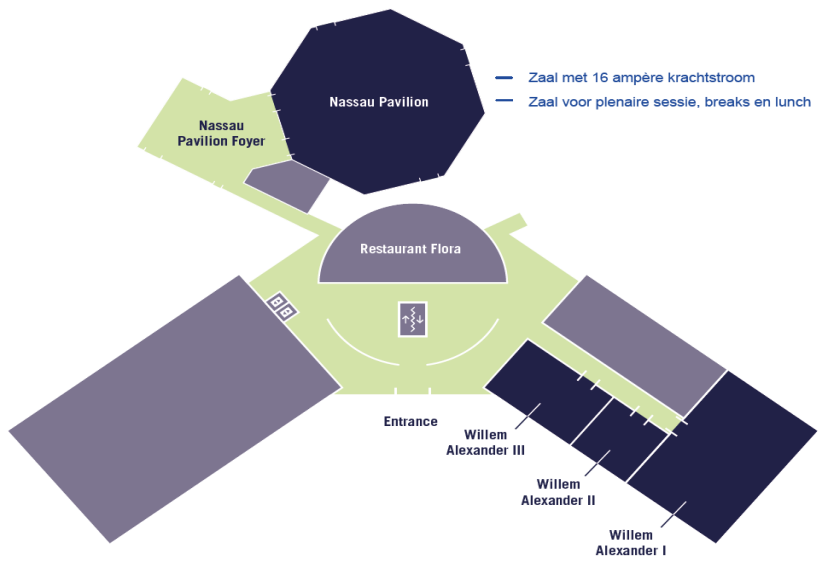 Nassau Pavilion
Zaal met 16 ampère krachtstroom
Zaal voor plenaire sessie, breaks en lunch
Nassau
Pavilion Foyer
Restaurant Flora
Entrance
Willem
Alexander III
Willem
Alexander II
Willem
Alexander I